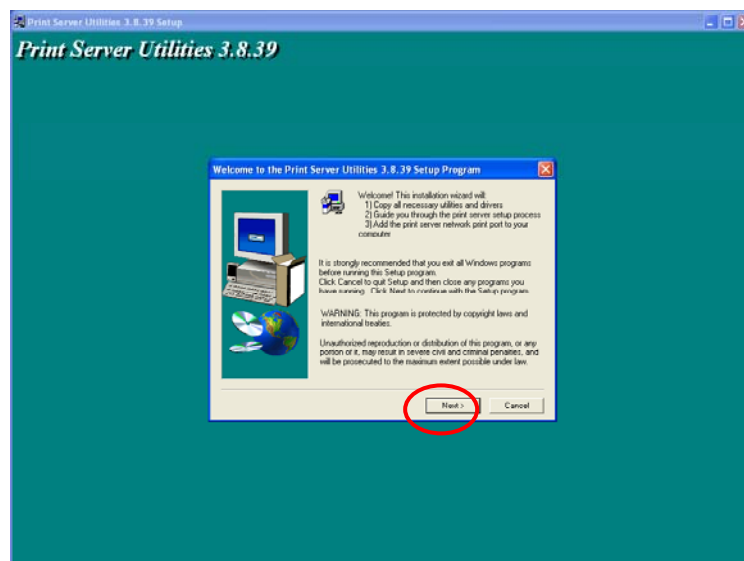 Print Server Utilities 3.8.39 Setup
Print Server Utilities 3.8.39
Welcome to the Print Server Utilities 3.8.39 Setup Program
Welcome! This installation wizard will:
1) Copy all necessary utilities and drivers
2) Guide you through the print server setup process
3) Add the print server network print port to your
computer
It is strongly recommended that you exit all Windows programs
before running this Setup program.
Click Cancel to quit Setup and then close any programs you
have running. Click Next to continue with the Setup program.
WARNING: This program is protected by copyright laws and
international treaties.
Unauthorized reproduction or distribution of this program, or any
portion of it, may result in severe civil and criminal penalties, and
will be prosecuted to the maximum extent possible under law.
Next >
Cancel